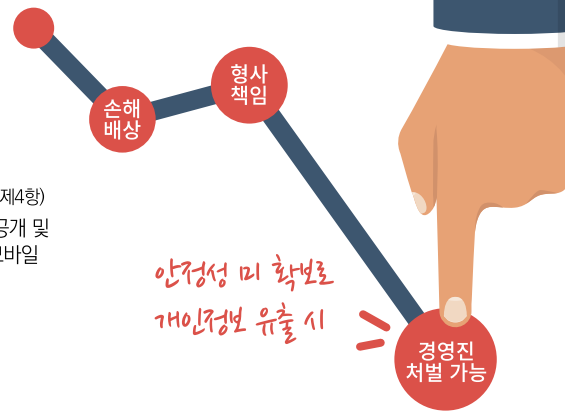 형사
책임
손해
배상
제4항)
공개 및
모바일
안정성 미 확보로
개인정보 유출 시
경영진
처벌 가능